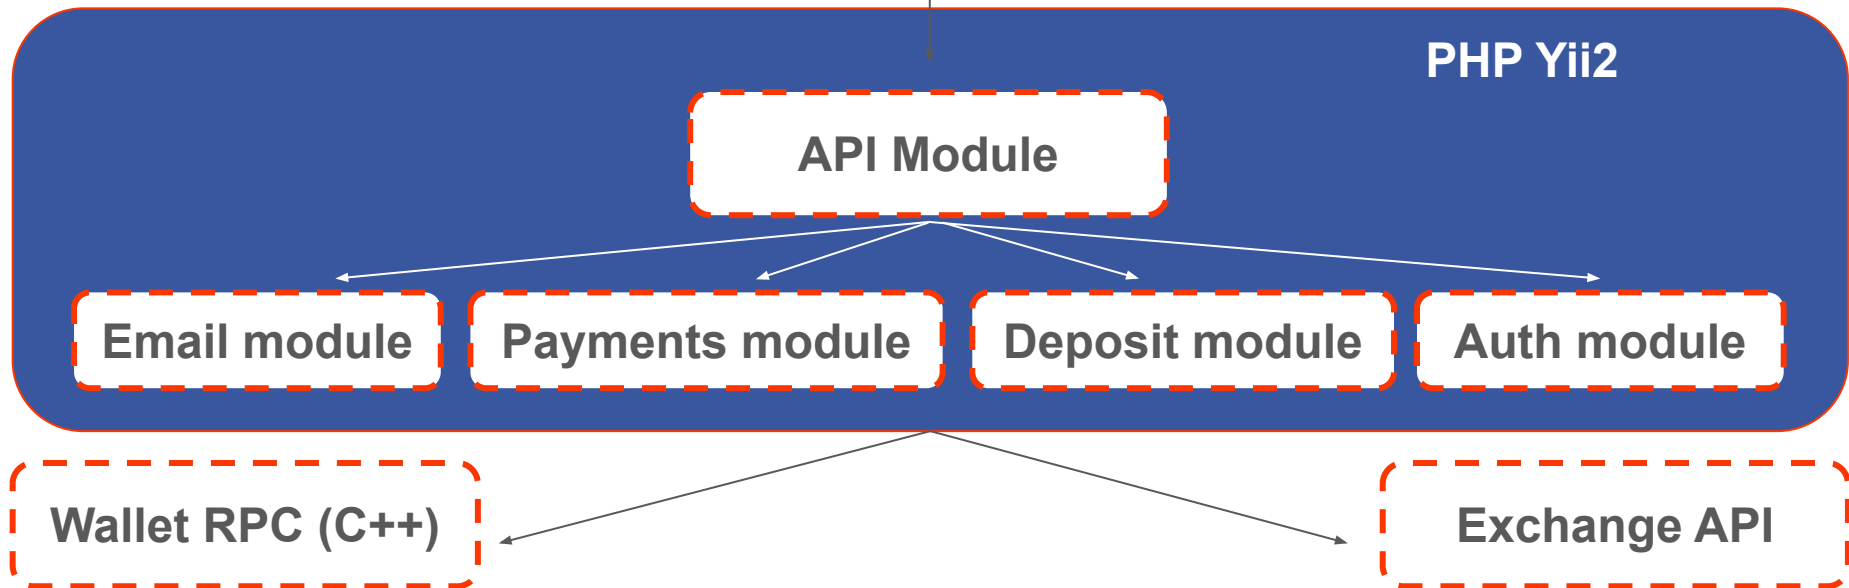 PHP Yii2
API Module
Email module
Payments module
Deposit module
Auth module
Wallet RPC (C++)
Exchange API